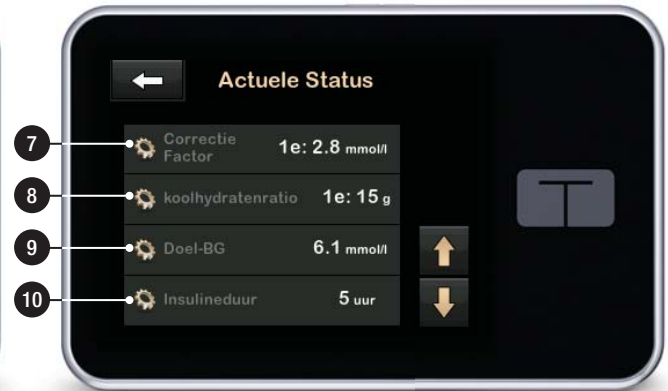 Actuele Status
7
Correctie
Factor
1e: 2.8 mmol/l
8
koolhydratenratio 1e: 15 g
9
Doel-BG 6.1 mmol/l
10
Insulineduur 5 uur